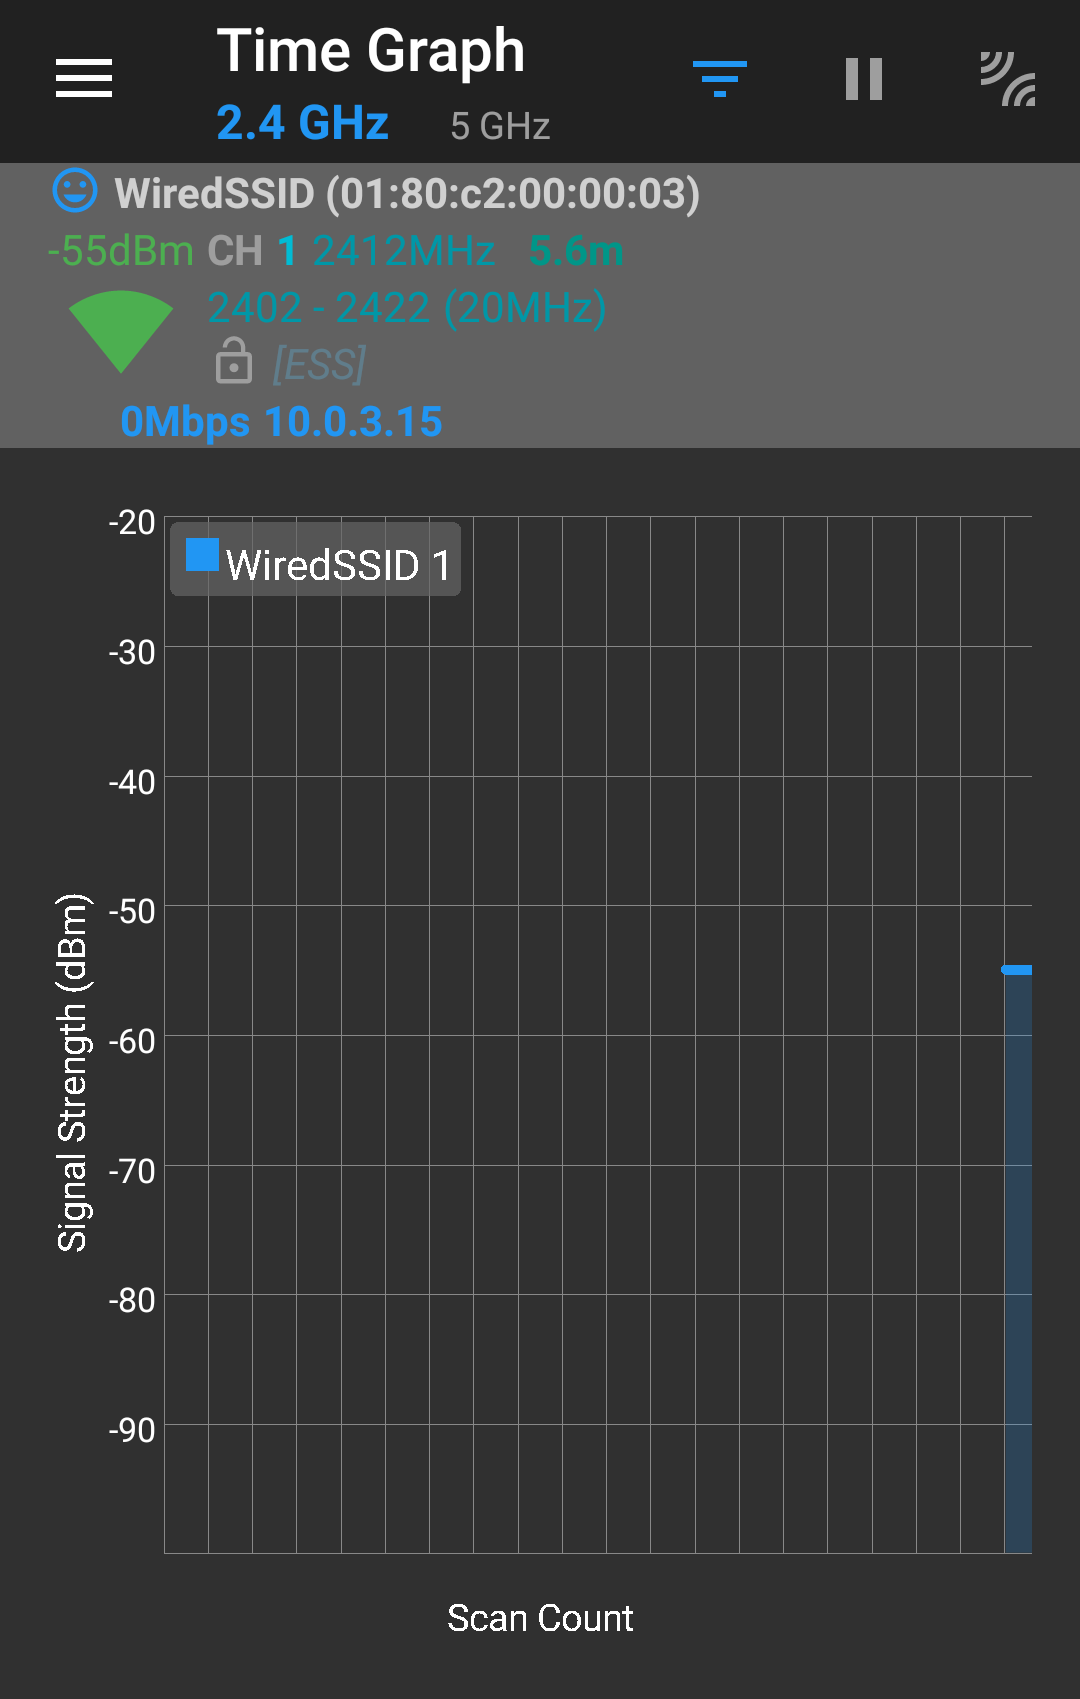 Time Graph
2.4 GHz 5 GHz
WiredSSID (01:80:c2:00:00:03)
-55dBm CH 1 2412MHz 5.6m
2402 - 2422 (20MHz)
[ESS]
0Mbps 10.0.3.15
WiredSSID 1
-20
-30
-40
-50
-60
-70
-80
-90
Signal Strength (dBm)
Scan Count